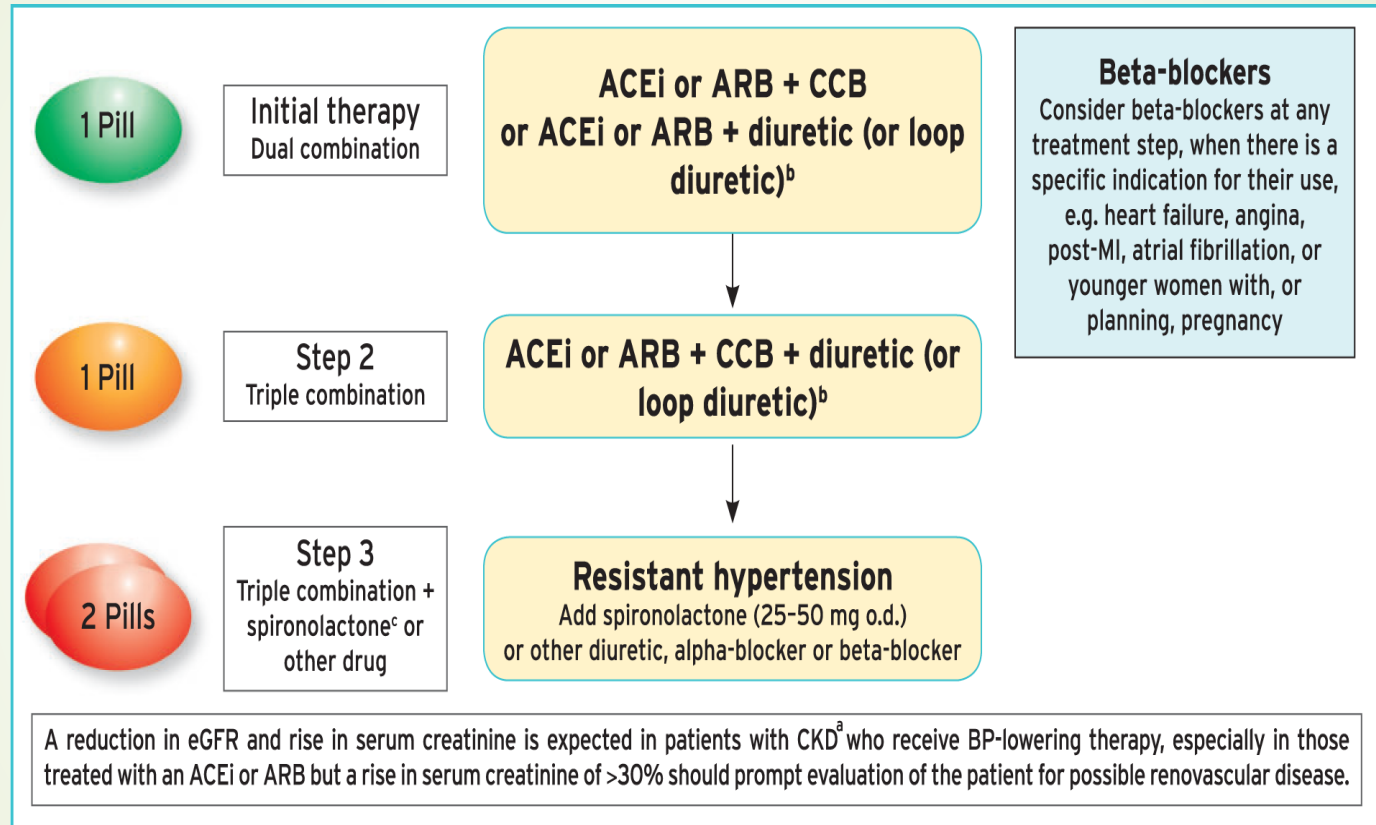 1 Pill
Initial therapy
Dual combination
ACEi or ARB + CCB
or ACEi or ARB + diuretic (or loop
diuretic)ᵇ
Beta-blockers
Consider beta-blockers at any
treatment step, when there is a
specific indication for their use,
e.g. heart failure, angina,
post-MI, atrial fibrillation, or
younger women with, or
planning, pregnancy
1 Pill
Step 2
Triple combination
ACEi or ARB + CCB + diuretic (or
loop diuretic)ᵇ
2 Pills
Step 3
Triple combination +
spironolactoneᶜ or
other drug
Resistant hypertension
Add spironolactone (25–50 mg o.d.)
or other diuretic, alpha-blocker or beta-blocker
A reduction in eGFR and rise in serum creatinine is expected in patients with CKDᵃ who receive BP-lowering therapy, especially in those
treated with an ACEi or ARB but a rise in serum creatinine of >30% should prompt evaluation of the patient for possible renovascular disease.